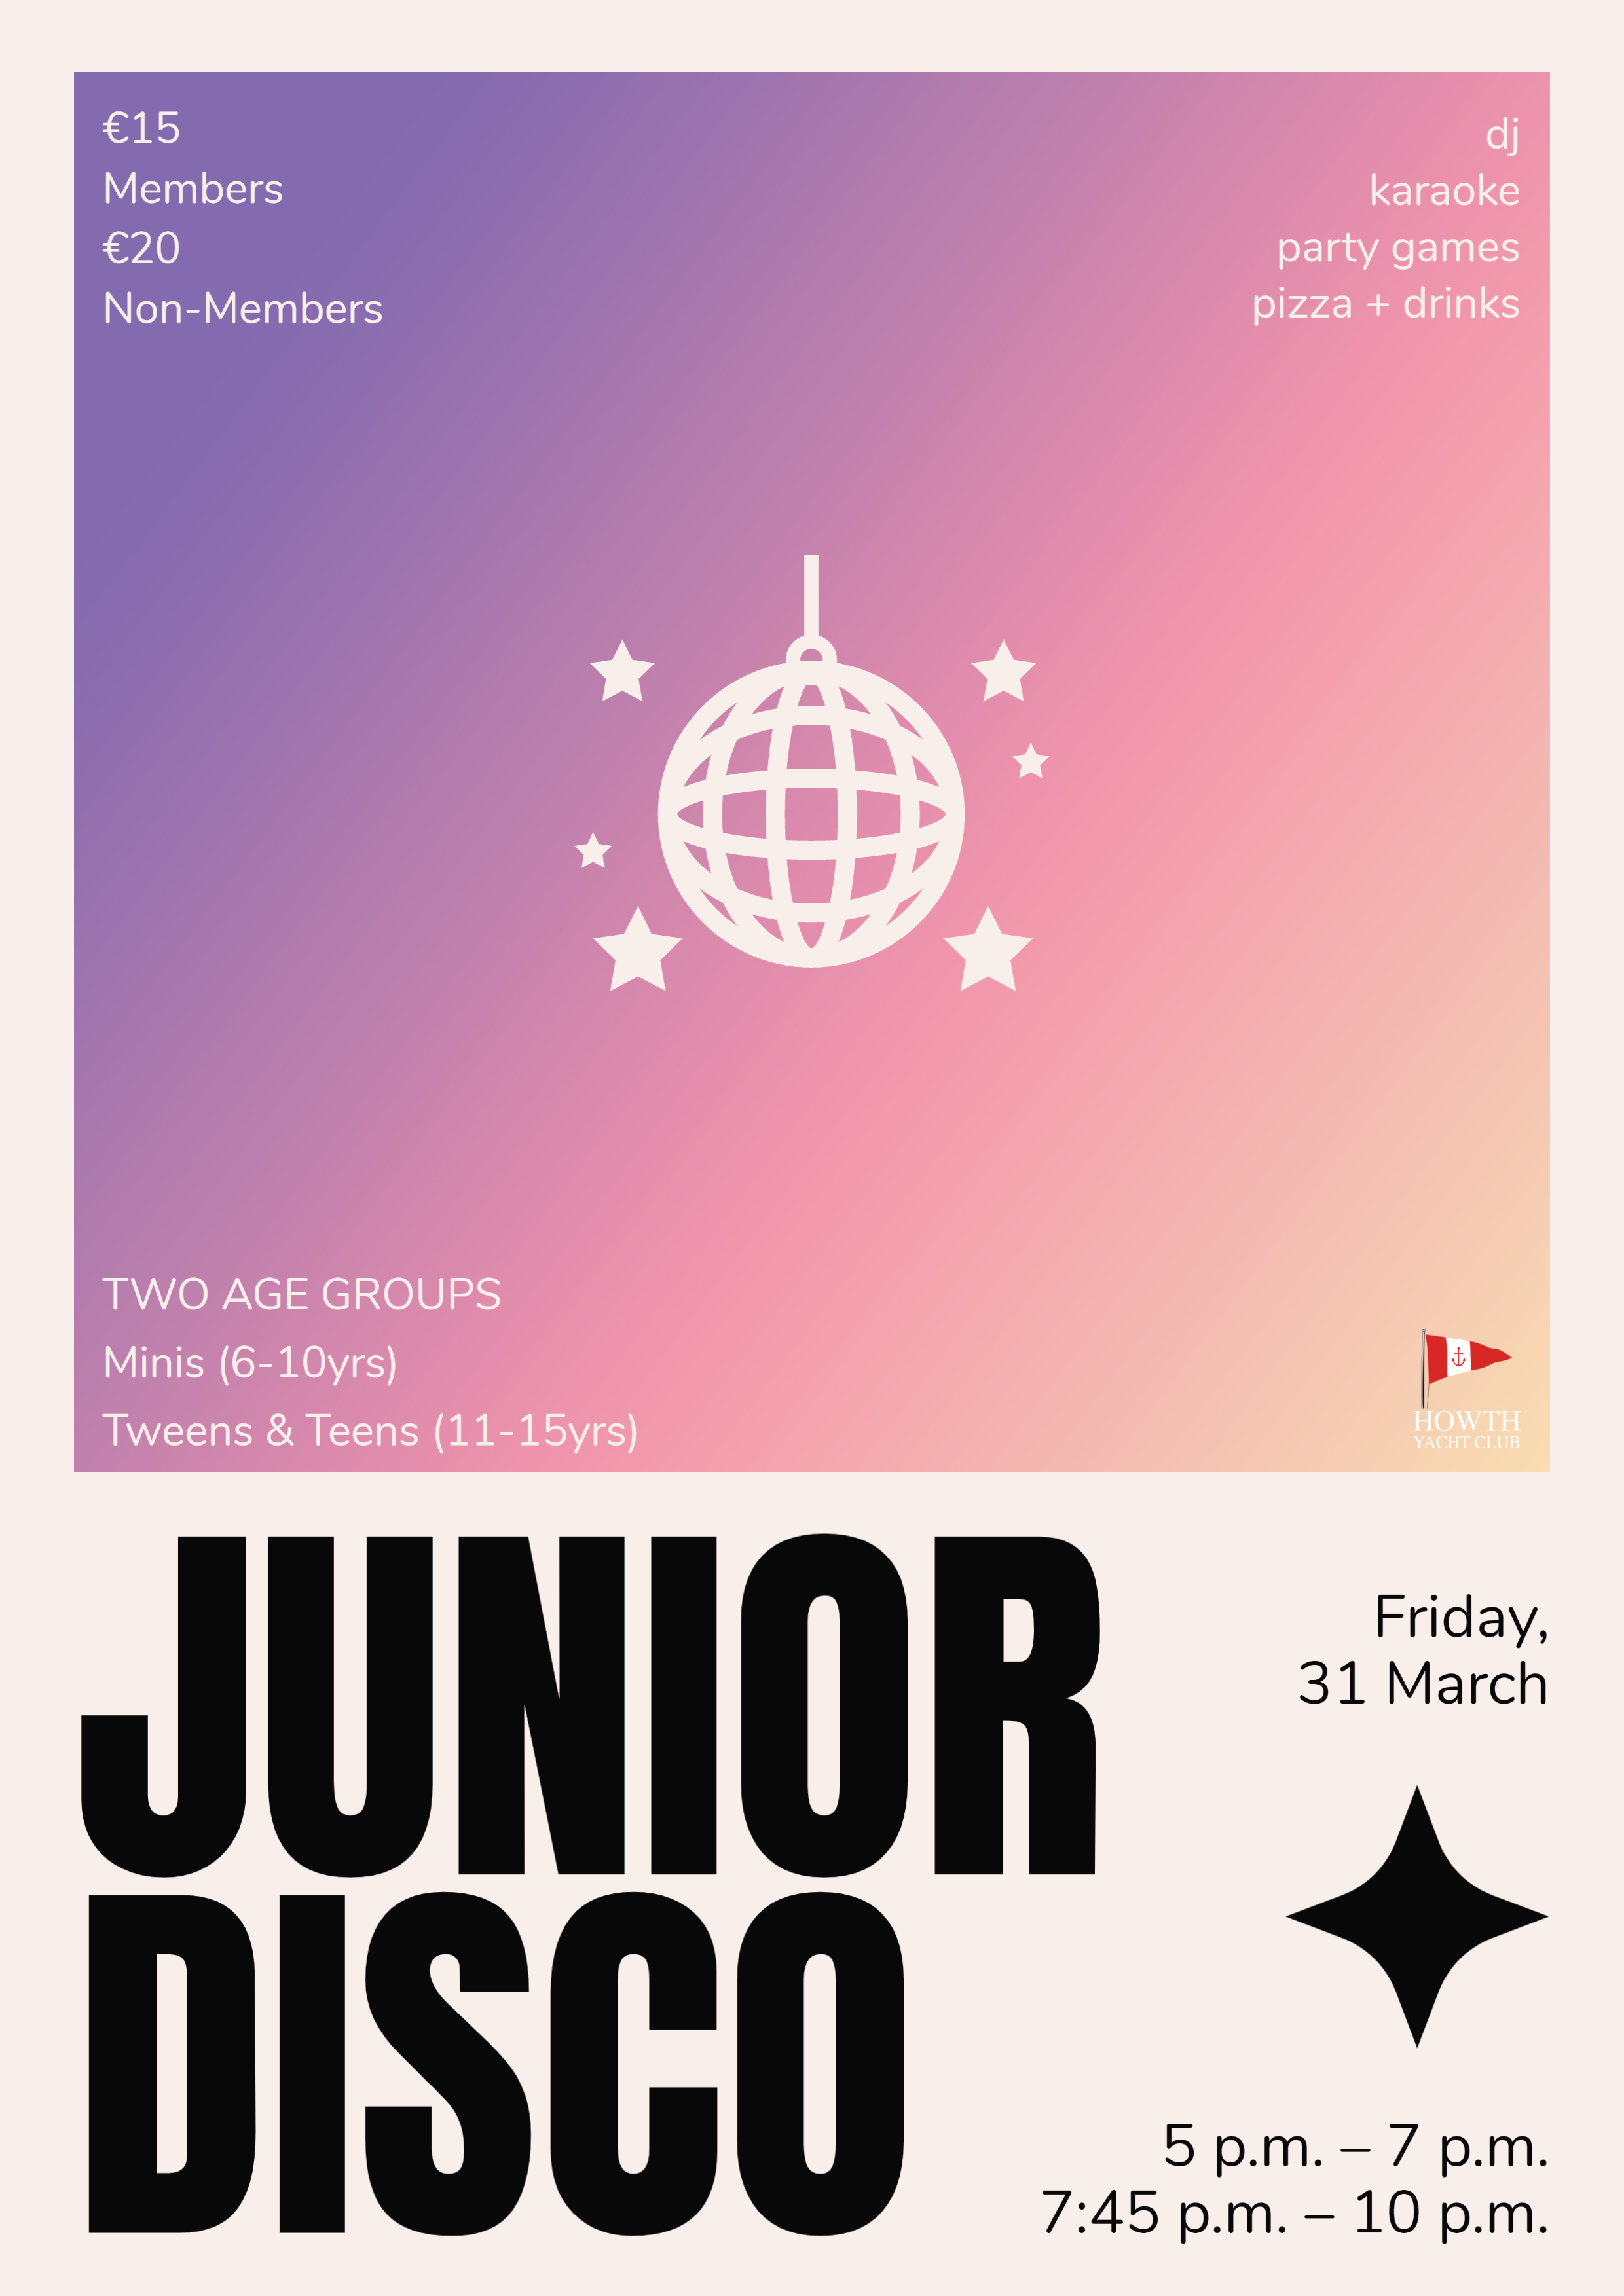 €15
Members
€20
Non-Members
dj
karaoke
party games
pizza + drinks
TWO AGE GROUPS
Minis (6-10yrs)
Tweens & Teens (11-15yrs)
HOWTH
YACHT CLUB
JUNIOR
DISCO
Friday,
31 March
5 p.m. – 7 p.m.
7:45 p.m. – 10 p.m.